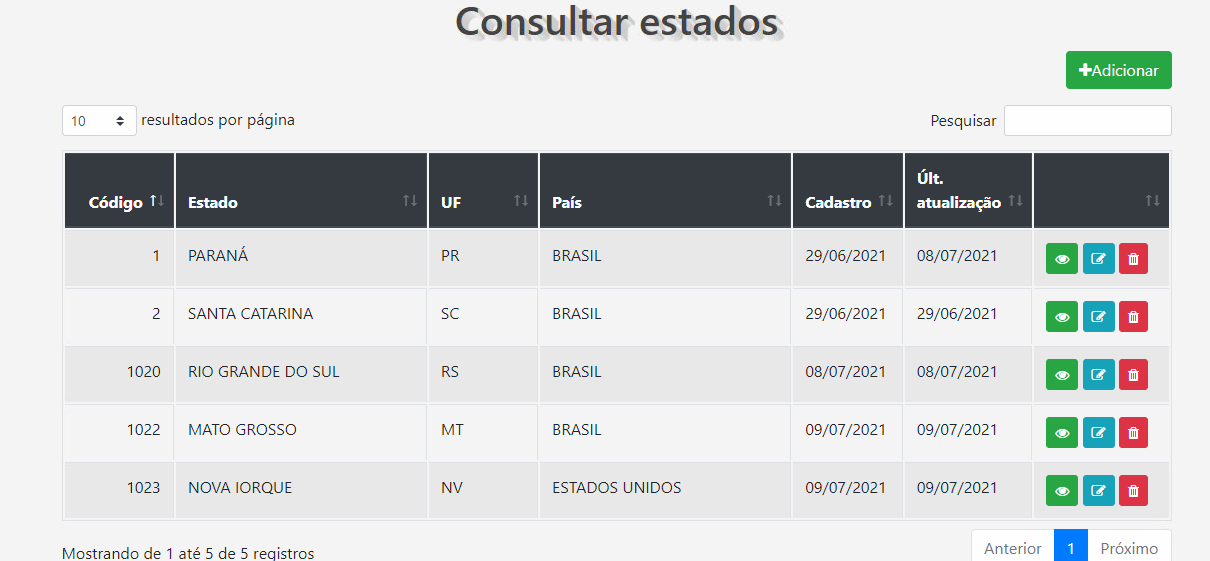 Consultar estados
Adicionar
10 resultados por página Pesquisar
Código Estado UF País Cadastro Últ. atualização
1 PARANÁ PR BRASIL 29/06/2021 08/07/2021
2 SANTA CATARINA SC BRASIL 29/06/2021 29/06/2021
1020 RIO GRANDE DO SUL RS BRASIL 08/07/2021 08/07/2021
1022 MATO GROSSO MT BRASIL 09/07/2021 09/07/2021
1023 NOVA IORQUE NV ESTADOS UNIDOS 09/07/2021 09/07/2021
Mostrando de 1 até 5 de 5 registros Anterior 1 Próximo